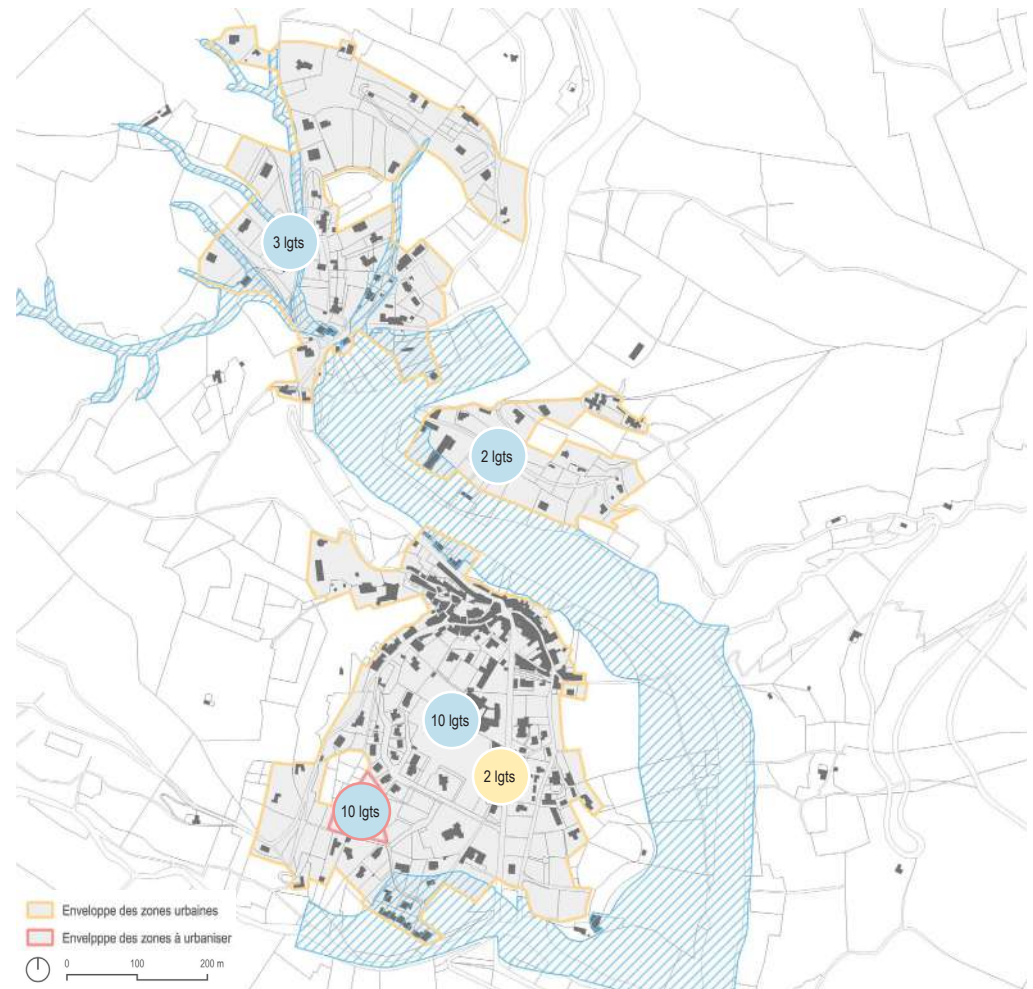 3 lgts
2 lgts
10 lgts
2 lgts
10 lgts
Enveloppe des zones urbaines
Envelpppe des zones à urbaniser
0 100 200 m